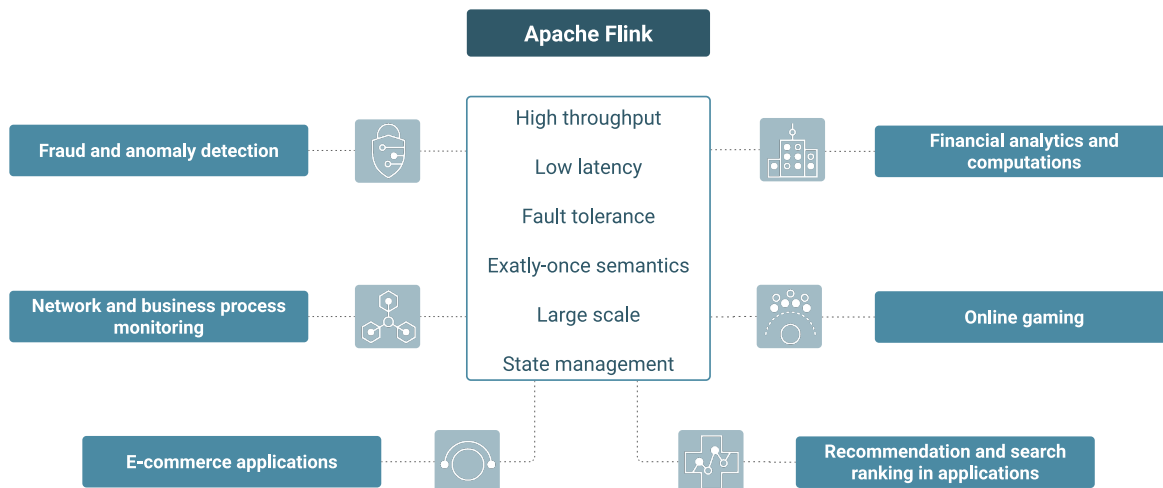 Apache Flink
High throughput
Low latency
Fault tolerance
Exatly-once semantics
Large scale
State management
Fraud and anomaly detection
Network and business process
monitoring
E-commerce applications
Financial analytics and
computations
Online gaming
Recommendation and search
ranking in applications